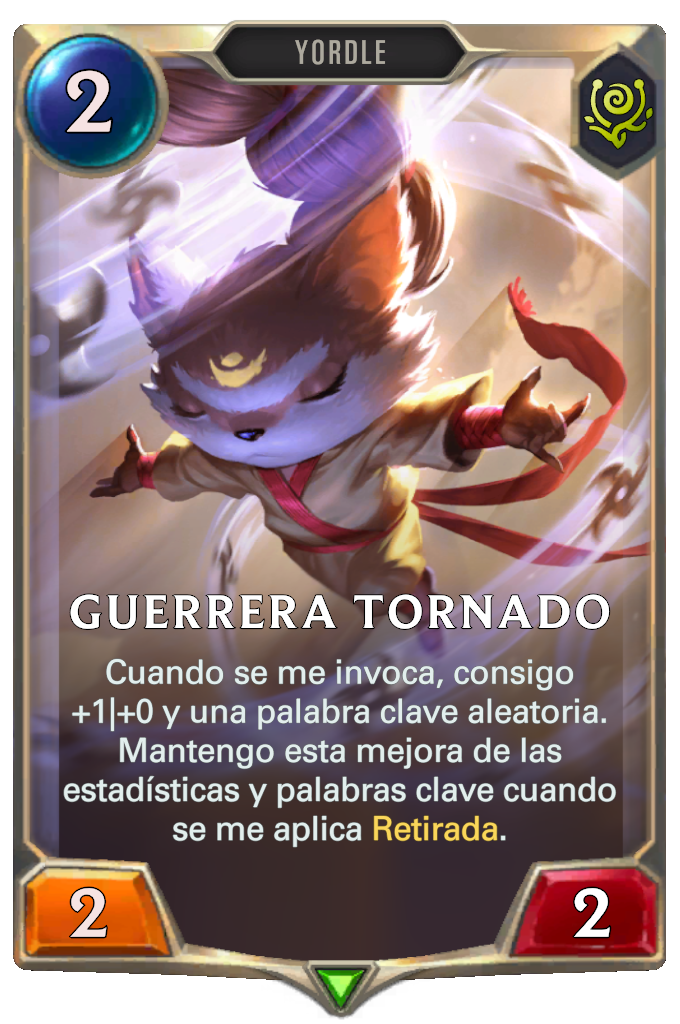 YORDLE
2
GUERRERA TORNADO
Cuando se me invoca, consigo
+1|+0 y una palabra clave aleatoria.
Mantengo esta mejora de las
estadísticas y palabras clave cuando
se me aplica Retirada.
2
2